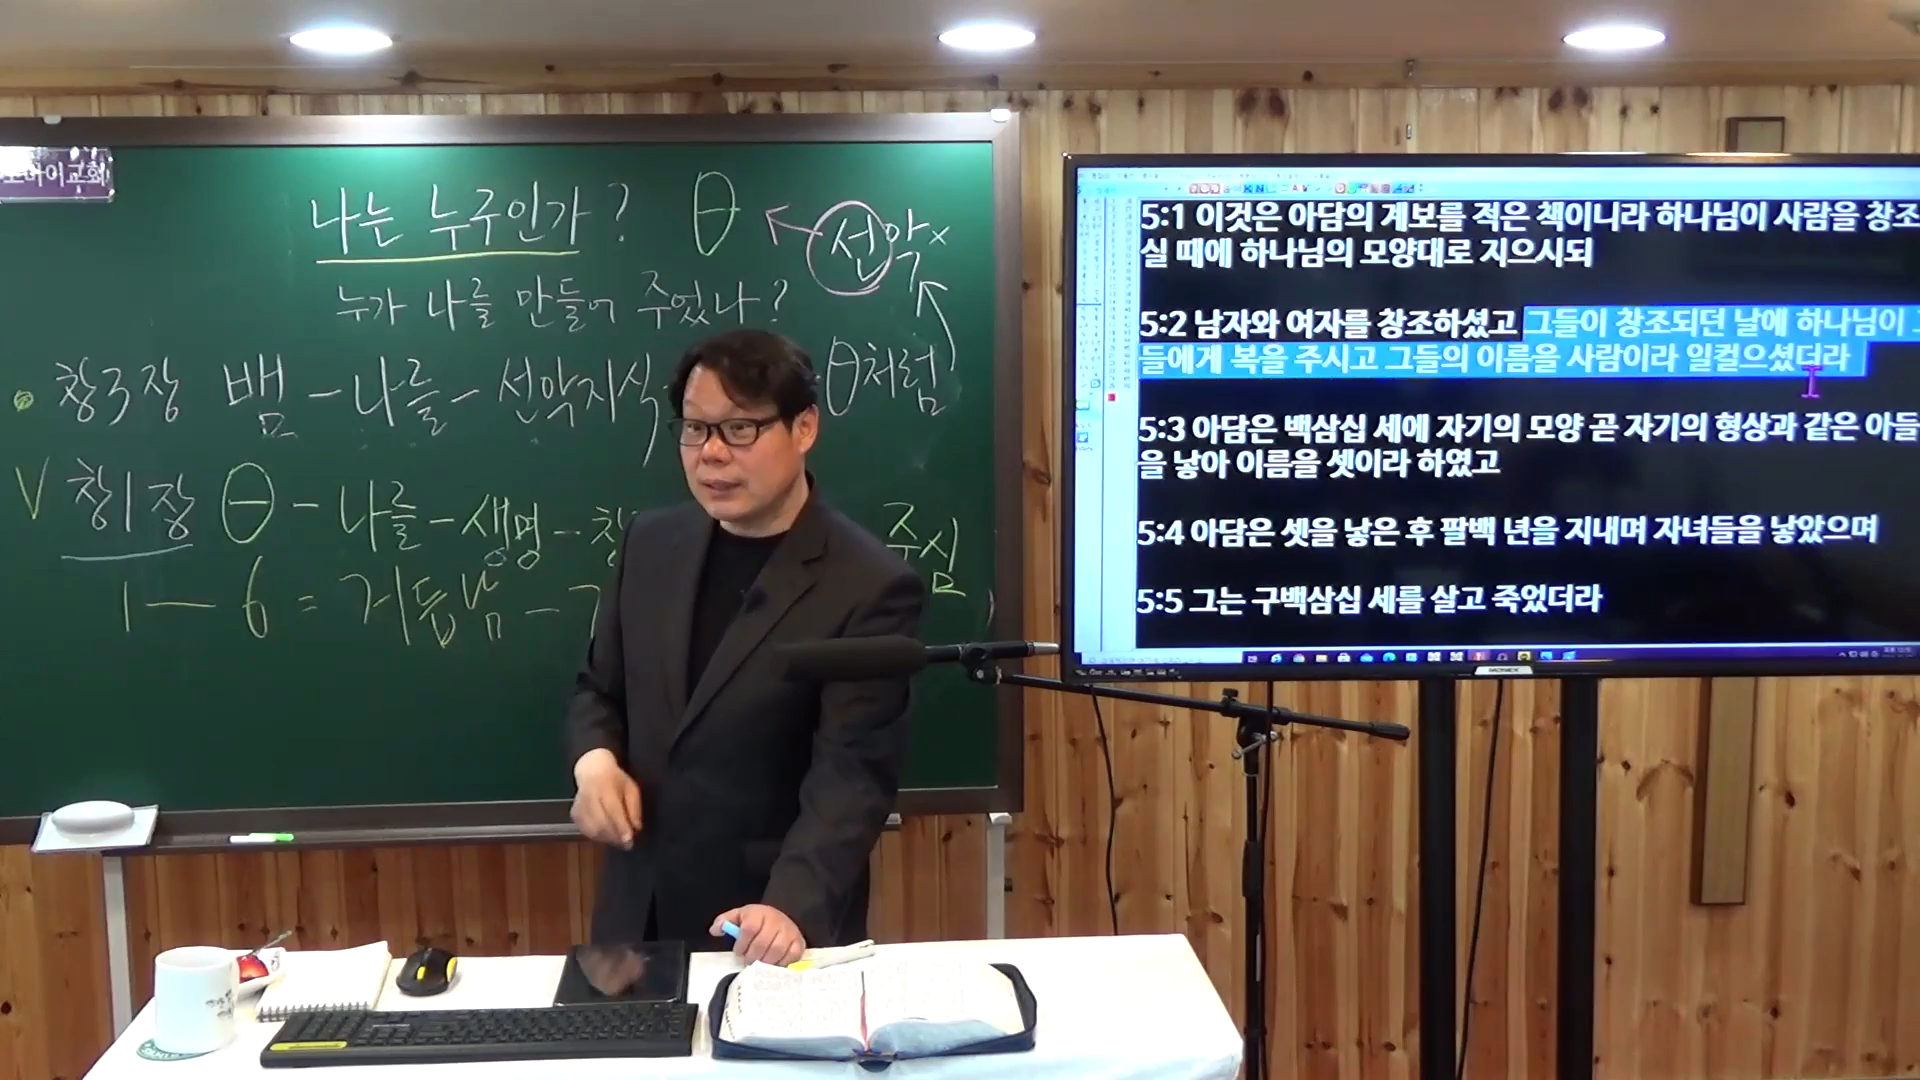 나는 누구인가? θ 선악×
누가 나를 만들어 주었나?
창3장 뱀 - 나를 - 선악지식 θ처럼
V 창1장 θ - 나를 - 생명 - 창 주심
1 — 6 = 거듭남 -
5:1 이것은 아담의 계보를 적은 책이니라 하나님이 사람을 창조
실 때에 하나님의 모양대로 지으시되
5:2 남자와 여자를 창조하셨고 그들이 창조되던 날에 하나님이
들에게 복을 주시고 그들의 이름을 사람이라 일컬으셨더라
5:3 아담은 백삼십 세에 자기의 모양 곧 자기의 형상과 같은 아들
을 낳아 이름을 셋이라 하였고
5:4 아담은 셋을 낳은 후 팔백 년을 지내며 자녀들을 낳았으며
5:5 그는 구백삼십 세를 살고 죽었더라